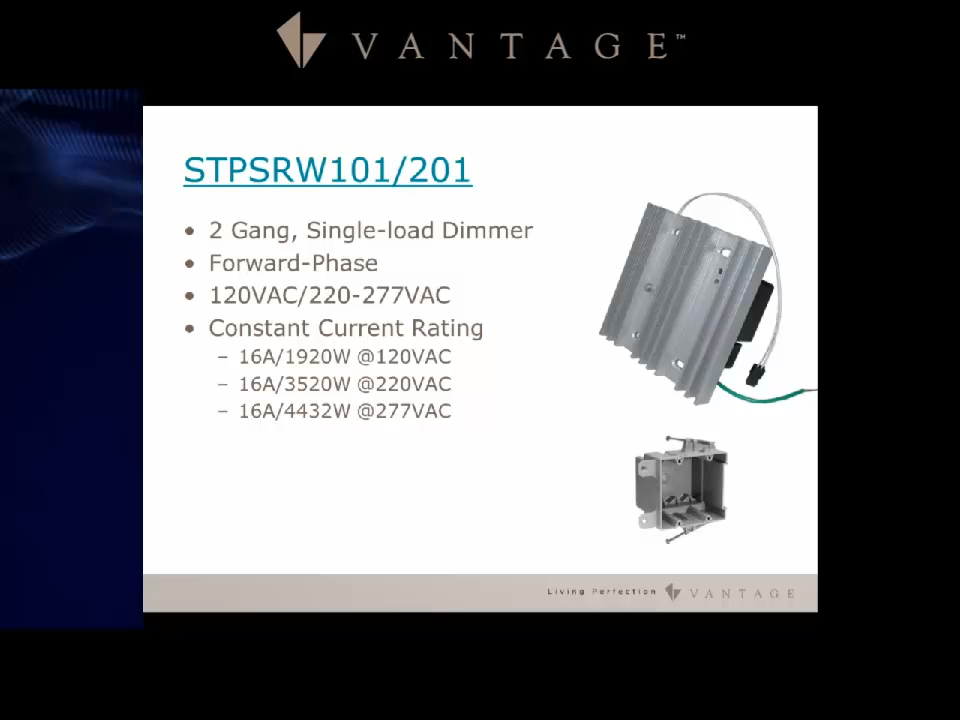 VANTAGE™
STPSRW101/201
• 2 Gang, Single-load Dimmer
• Forward-Phase
• 120VAC/220-277VAC
• Constant Current Rating
– 16A/1920W @120VAC
– 16A/3520W @220VAC
– 16A/4432W @277VAC
Living Perfection VANTAGE